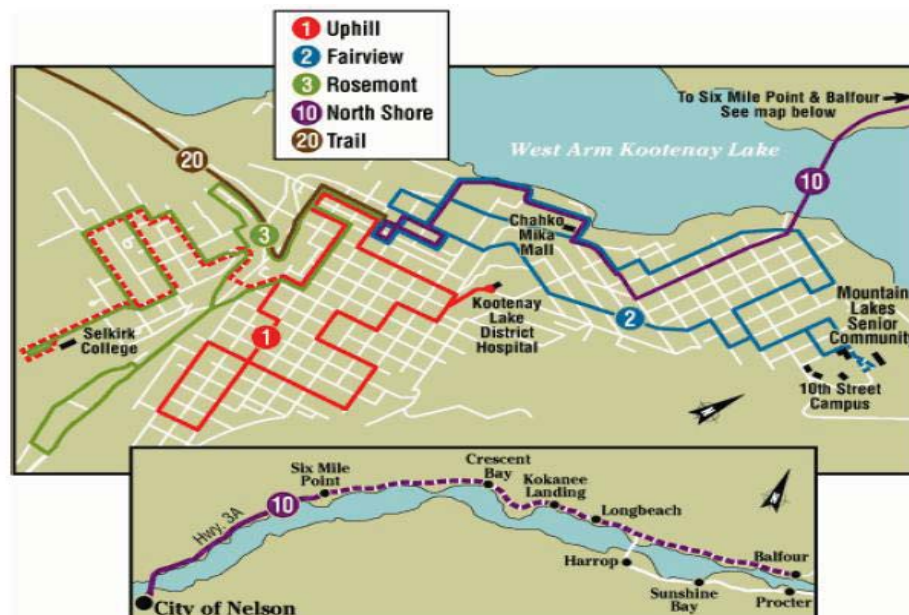 1 Uphill
2 Fairview
3 Rosemont
10 North Shore
20 Trail
To Six Mile Point & Balfour
See map below
West Arm Kootenay Lake
20
10
3
Chahko
Mika
Mall
Selkirk
College
1
Kootenay
Lake
District
Hospital
2
Mountain
Lakes
Senior
Community
10th Street
Campus
N
Six Mile
Point
Crescent
Bay
Kokanee
Landing
Longbeach
N
10
Hwy. 3A
Harrop
Balfour
City of Nelson
Sunshine
Bay
Procter